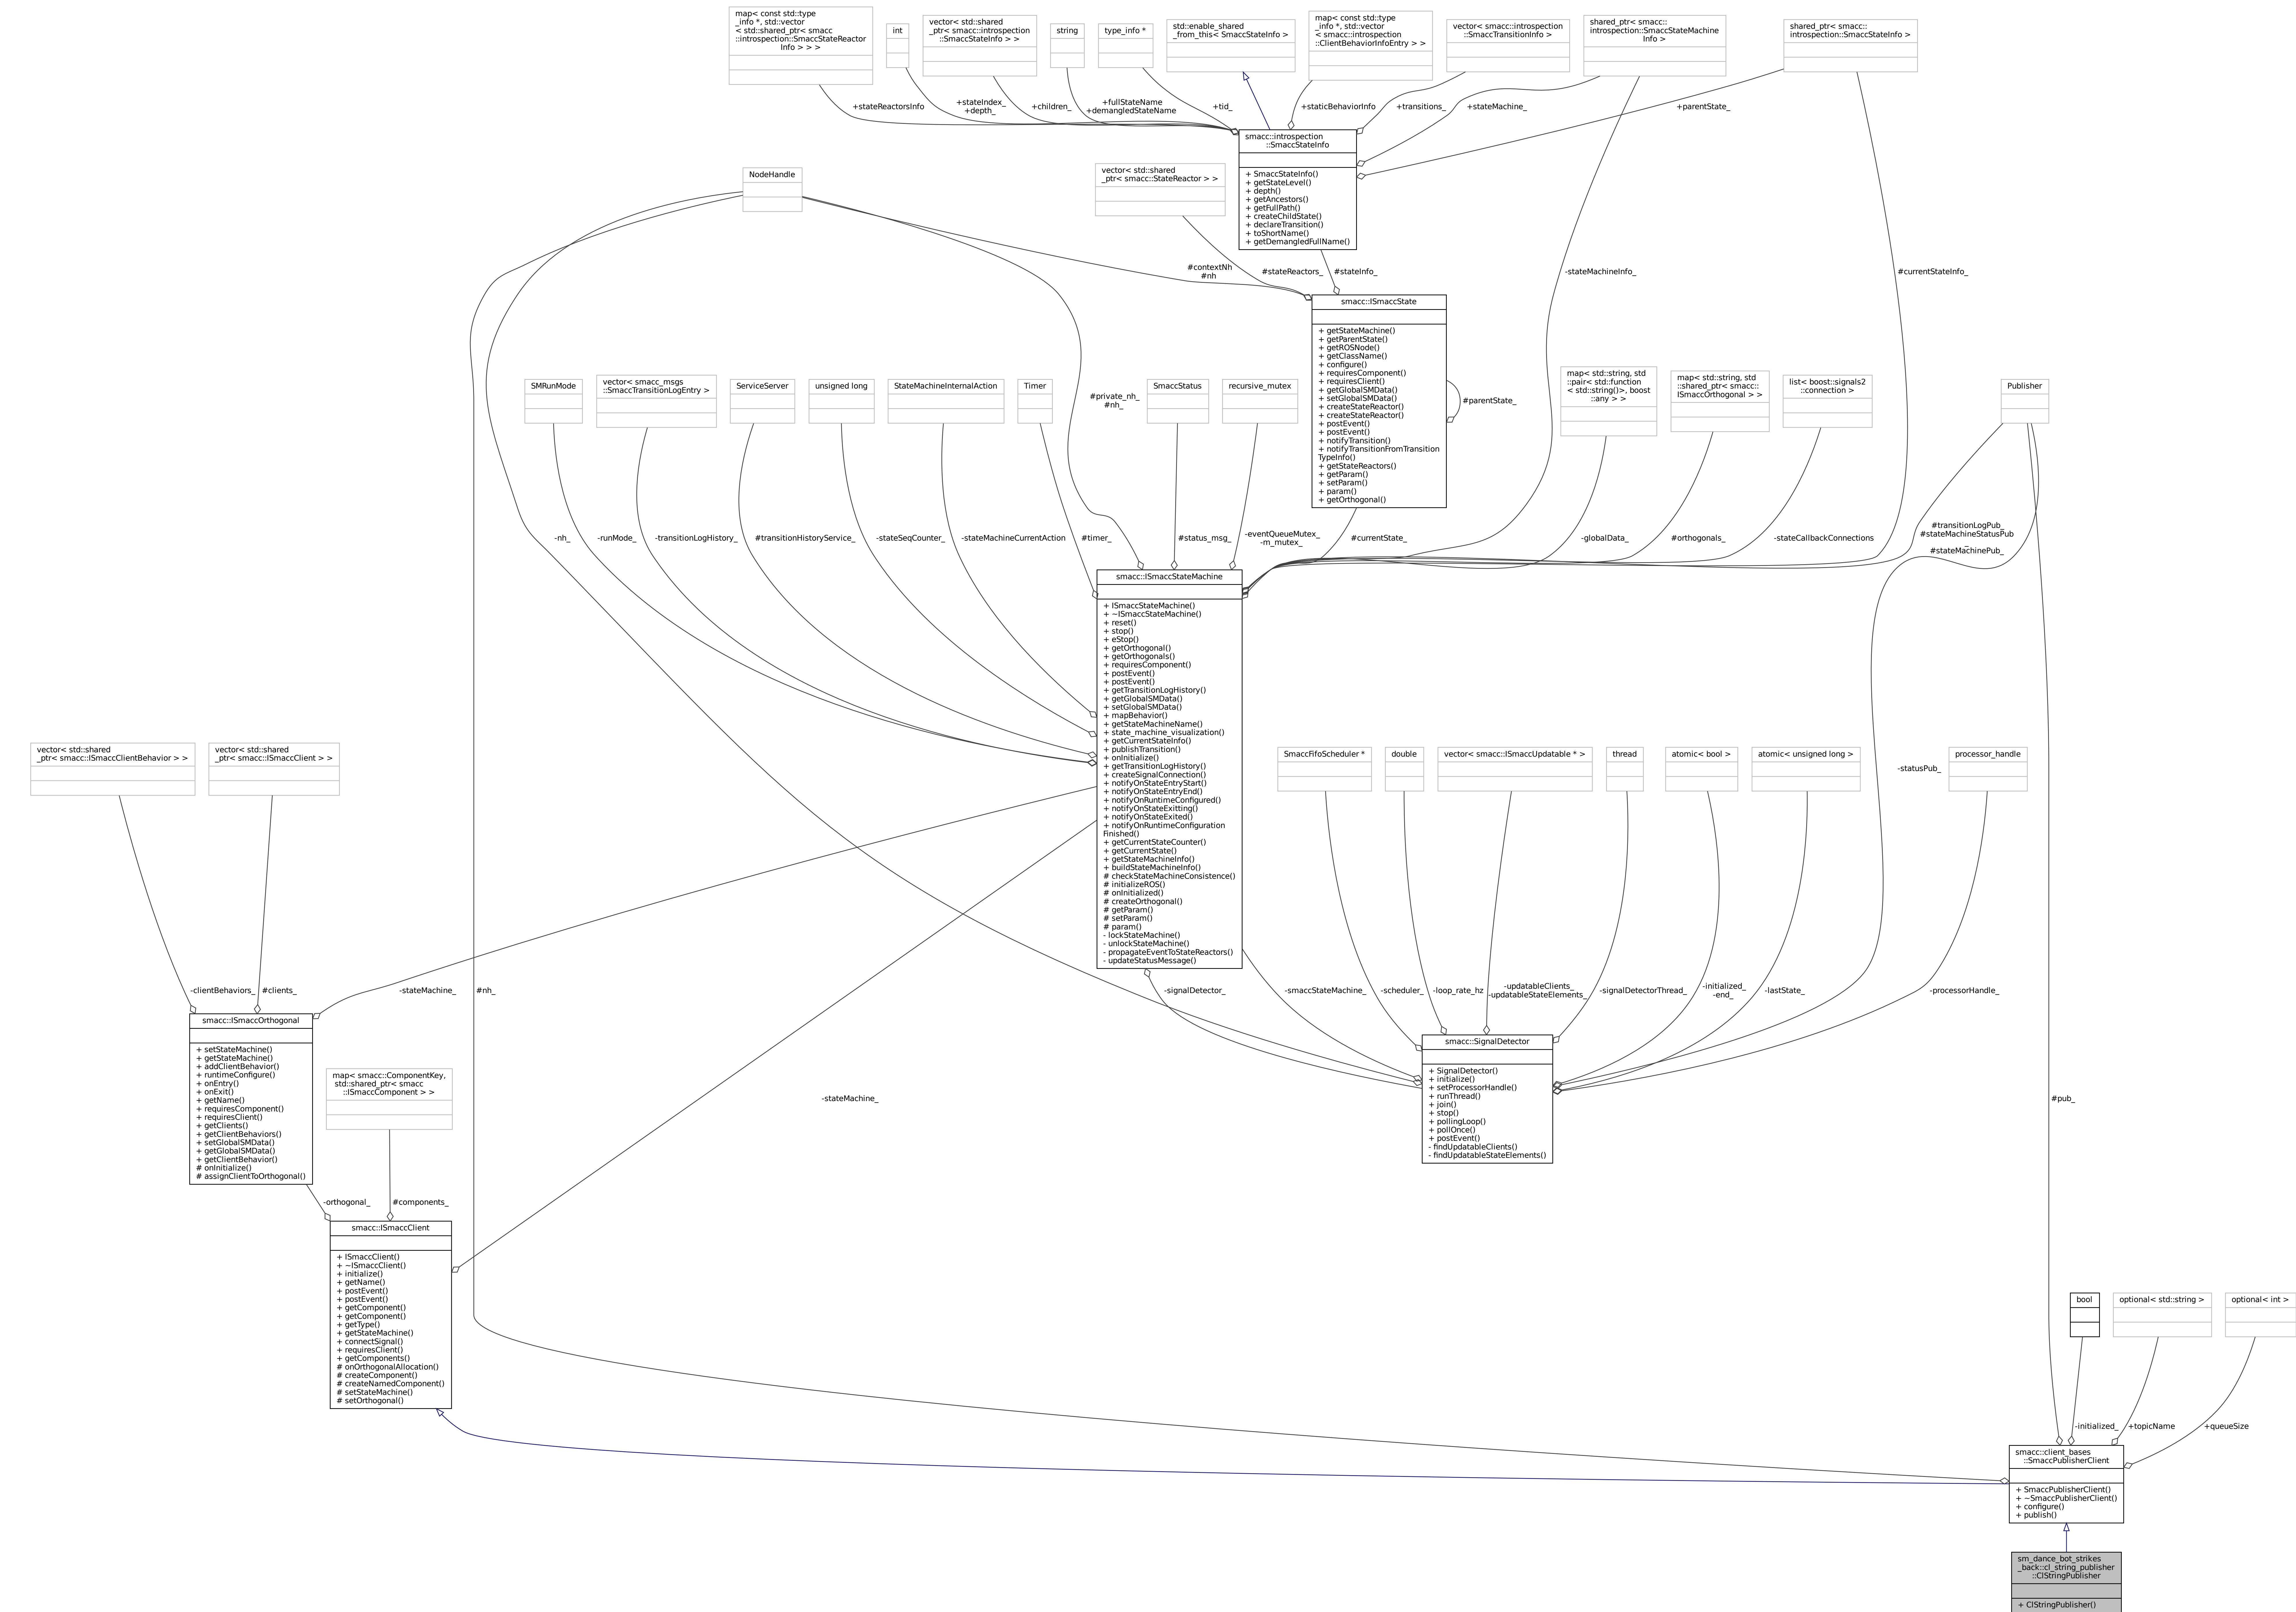 map< const std::type
_info *, std::vector
< std::shared_ptr< smacc
::introspection::SmaccStateReactor
Info > > >
int
vector< std::shared
_ptr< smacc::introspection
::SmaccStateInfo > >
string
type_info *
std::enable_shared
_from_this< SmaccStateInfo >
map< const std::type
_info *, std::vector
< smacc::introspection
::ClientBehaviorInfoEntry > >
vector< smacc::introspection
::SmaccTransitionInfo >
shared_ptr< smacc::
introspection::SmaccStateMachine
Info >
shared_ptr< smacc::
introspection::SmaccStateInfo >
+stateReactorsInfo
+stateIndex_
+depth_
+children_
+fullStateName
+demangledStateName
+tid_
+staticBehaviorInfo
+transitions_
+stateMachine_
+parentState_
smacc::introspection
::SmaccStateInfo
+ SmaccStateInfo()
+ getStateLevel()
+ depth()
+ getAncestors()
+ getFullPath()
+ createChildState()
+ declareTransition()
+ toShortName()
+ getDemangledFullName()
NodeHandle
vector< std::shared
_ptr< smacc::StateReactor > >
#contextNh
#nh
#stateReactors_
#stateInfo_
-stateMachineInfo_
#currentStateInfo_
smacc::ISmaccState
+ getStateMachine()
+ getParentState()
+ getROSNode()
+ getClassName()
+ configure()
+ requiresComponent()
+ requiresClient()
+ getGlobalSMData()
+ setGlobalSMData()
+ createStateReactor()
+ createStateReactor()
+ postEvent()
+ postEvent()
+ notifyTransition()
+ notifyTransitionFromTransition
TypeInfo()
+ getStateReactors()
+ getParam()
+ setParam()
+ param()
+ getOrthogonal()
#parentState_
SMRunMode
vector< smacc_msgs
::SmaccTransitionLogEntry >
ServiceServer
unsigned long
StateMachineInternalAction
Timer
#private_nh_
#nh_
SmaccStatus
recursive_mutex
map< std::string, std
::pair< std::function
< std::string()>, boost
::any > >
map< std::string, std
::shared_ptr< smacc::
ISmaccOrthogonal > >
list< boost::signals2
::connection >
Publisher
-nh_
-runMode_
-transitionLogHistory_
#transitionHistoryService_
-stateSeqCounter_
-stateMachineCurrentAction
#timer_
#status_msg_
-eventQueueMutex_
-m_mutex_
#currentState_
-globalData_
#orthogonals_
-stateCallbackConnections
#transitionLogPub_
#stateMachineStatusPub
_
#stateMachinePub_
smacc::ISmaccStateMachine
+ ISmaccStateMachine()
+ ~ISmaccStateMachine()
+ reset()
+ stop()
+ eStop()
+ getOrthogonal()
+ getOrthogonals()
+ requiresComponent()
+ postEvent()
+ postEvent()
+ getTransitionLogHistory()
+ getGlobalSMData()
+ setGlobalSMData()
+ mapBehavior()
+ getStateMachineName()
+ state_machine_visualization()
+ getCurrentStateInfo()
+ publishTransition()
+ onInitialize()
+ getTransitionLogHistory()
+ createSignalConnection()
+ notifyOnStateEntryStart()
+ notifyOnStateEntryEnd()
+ notifyOnRuntimeConfigured()
+ notifyOnStateExitting()
+ notifyOnStateExited()
+ notifyOnRuntimeConfiguration
Finished()
+ getCurrentStateCounter()
+ getCurrentState()
+ getStateMachineInfo()
+ buildStateMachineInfo()
# checkStateMachineConsistence()
# initializeROS()
# onInitialized()
# createOrthogonal()
# getParam()
# setParam()
# param()
- lockStateMachine()
- unlockStateMachine()
- propagateEventToStateReactors()
- updateStatusMessage()
vector< std::shared
_ptr< smacc::ISmaccClientBehavior > >
vector< std::shared
_ptr< smacc::ISmaccClient > >
SmaccFifoScheduler *
double
vector< smacc::ISmaccUpdatable * >
thread
atomic< bool >
atomic< unsigned long >
-statusPub_
processor_handle
-clientBehaviors_
#clients_
-stateMachine_
#nh_
-signalDetector_
-smaccStateMachine_
-scheduler_
-loop_rate_hz
-updatableClients_
-updatableStateElements_
-signalDetectorThread_
-initialized_
-end_
-lastState_
-processorHandle_
smacc::ISmaccOrthogonal
+ setStateMachine()
+ getStateMachine()
+ addClientBehavior()
+ runtimeConfigure()
+ onEntry()
+ onExit()
+ getName()
+ requiresComponent()
+ requiresClient()
+ getClients()
+ getClientBehaviors()
+ setGlobalSMData()
+ getGlobalSMData()
+ getClientBehavior()
# onInitialize()
# assignClientToOrthogonal()
map< smacc::ComponentKey,
std::shared_ptr< smacc
::ISmaccComponent > >
-stateMachine_
smacc::SignalDetector
+ SignalDetector()
+ initialize()
+ setProcessorHandle()
+ runThread()
+ join()
+ stop()
+ pollingLoop()
+ pollOnce()
+ postEvent()
- findUpdatableClients()
- findUpdatableStateElements()
#pub_
-orthogonal_
#components_
smacc::ISmaccClient
+ ISmaccClient()
+ ~ISmaccClient()
+ initialize()
+ getName()
+ postEvent()
+ postEvent()
+ getComponent()
+ getComponent()
+ getType()
+ getStateMachine()
+ connectSignal()
+ requiresClient()
+ getComponents()
# onOrthogonalAllocation()
# createComponent()
# createNamedComponent()
# setStateMachine()
# setOrthogonal()
bool
optional< std::string >
optional< int >
-initialized_
+topicName
+queueSize
smacc::client_bases
::SmaccPublisherClient
+ SmaccPublisherClient()
+ ~SmaccPublisherClient()
+ configure()
+ publish()
sm_dance_bot_strikes
_back::cl_string_publisher
::ClStringPublisher
+ ClStringPublisher()